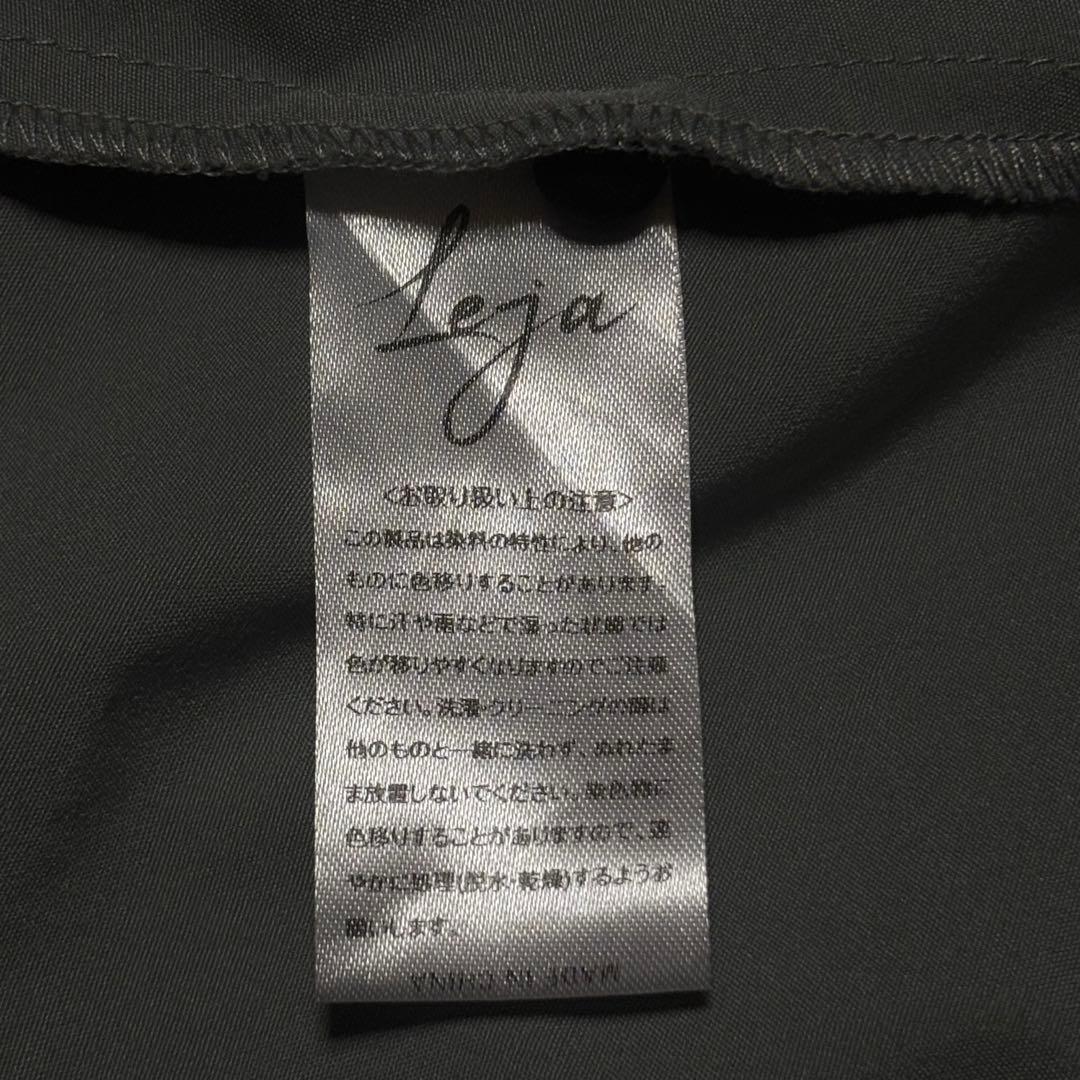 Leja
<お取り扱い上の注意>
この製品は染料の特性により、他の
ものに色移りすることがあります。
特に汗や雨などで湿った状態では
色が移りやすくなりますのでご注意
ください。洗濯・クリーニングの際は
他のものと一緒に洗わず、ぬれたま
ま放置しないでください。
色移りすることがありますので、速
やかに処理(脱水・乾燥)するようお
願いします。
MADE IN CHINA